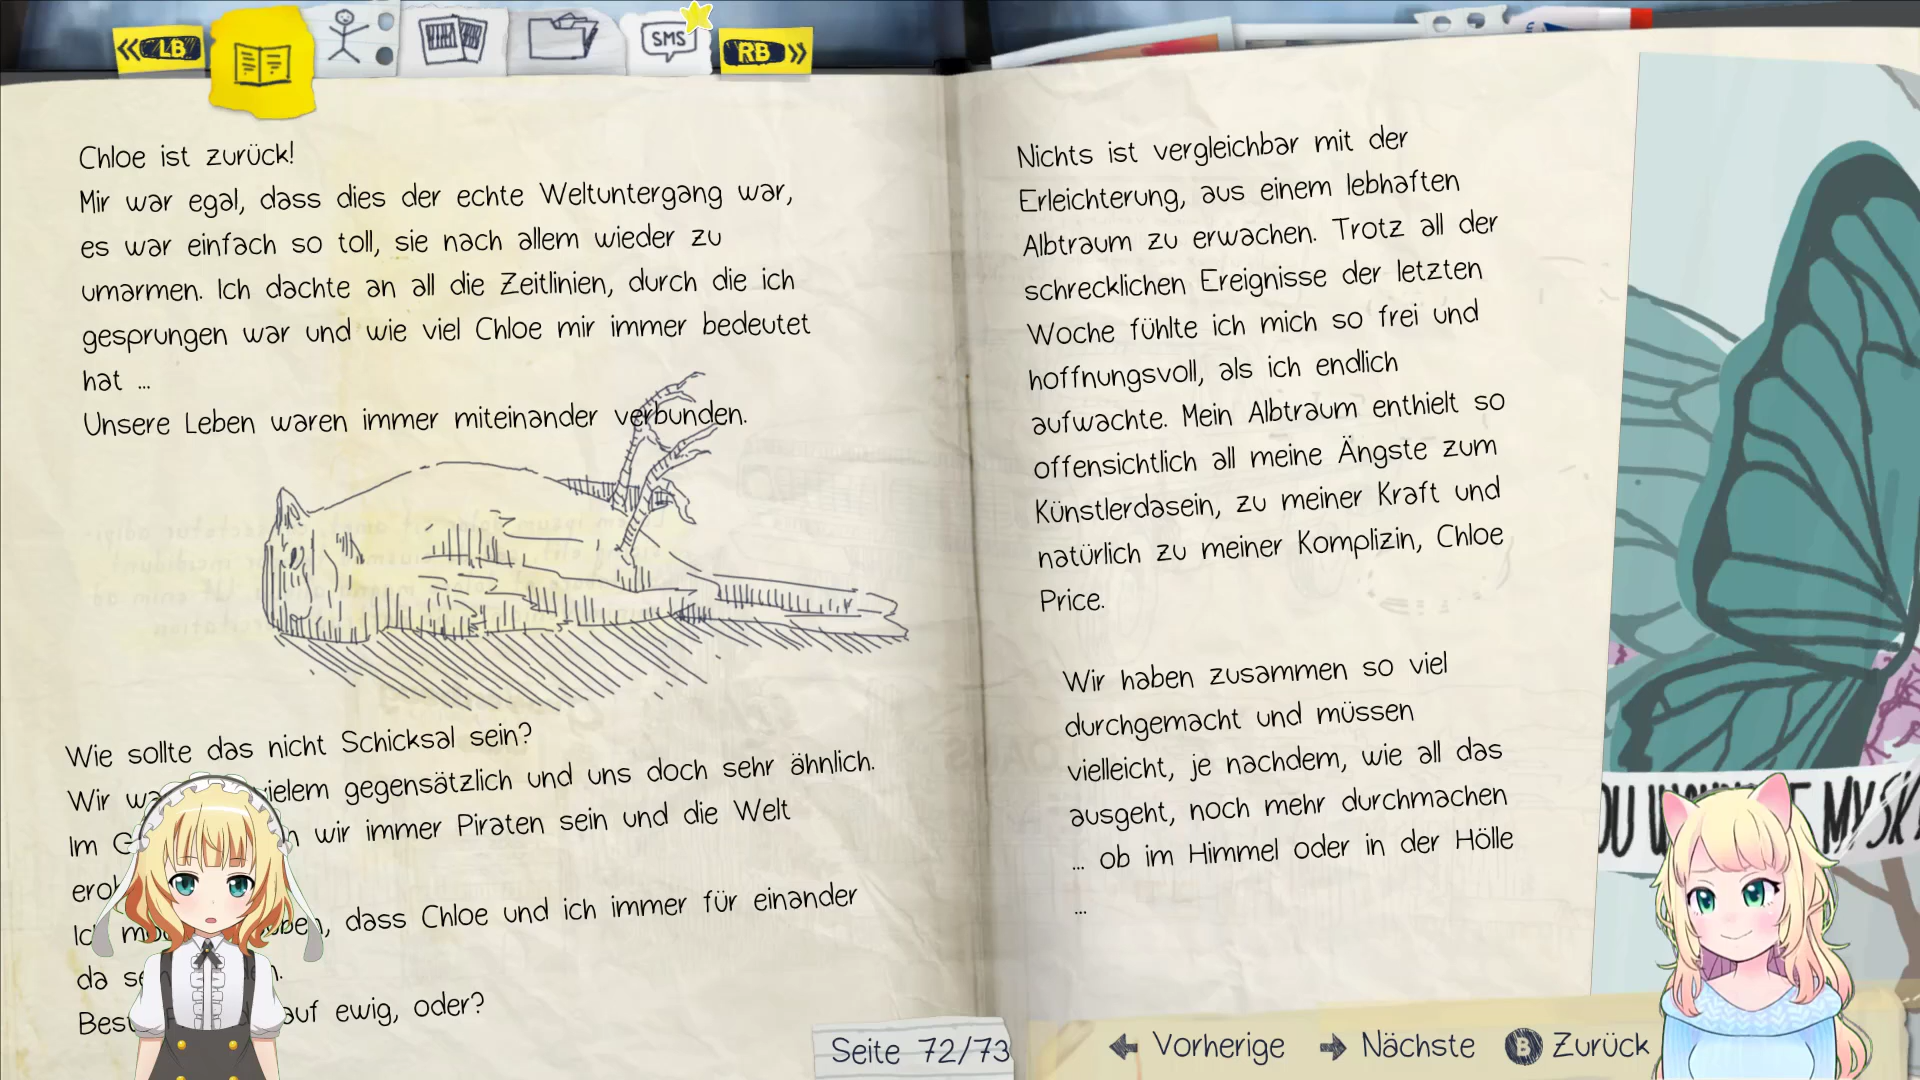 LB
SMS
RB
Chloe ist zurück!
Mir war egal, dass dies der echte Weltuntergang war,
es war einfach so toll, sie nach allem wieder zu
umarmen. Ich dachte an all die Zeitlinien, durch die ich
gesprungen war und wie viel Chloe mir immer bedeutet
hat ...
Unsere Leben waren immer miteinander verbunden.
Wie sollte das nicht Schicksal sein?
Wir gegensätzlich und uns doch sehr ähnlich.
Im wir immer Piraten sein und die Welt
dass Chloe und ich immer für einander
da
auf ewig, oder?
Nichts ist vergleichbar mit der
Erleichterung, aus einem lebhaften
Albtraum zu erwachen. Trotz all der
schrecklichen Ereignisse der letzten
Woche fühlte ich mich so frei und
hoffnungsvoll, als ich endlich
aufwachte. Mein Albtraum enthielt so
offensichtlich all meine Ängste zum
Künstlerdasein, zu meiner Kraft und
natürlich zu meiner Komplizin, Chloe
Price.
Wir haben zusammen so viel
durchgemacht und müssen
vielleicht, je nachdem, wie all das
ausgeht, noch mehr durchmachen
... ob im Himmel oder in der Hölle
...
MY
Seite 72/73
Vorherige
Nächste
B Zurück